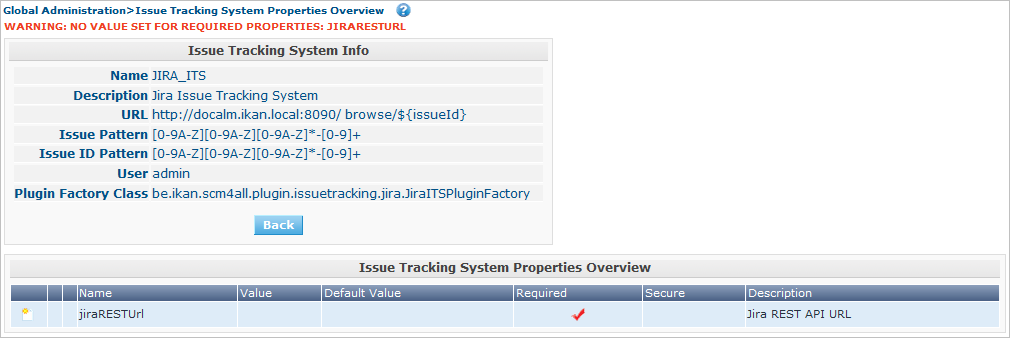 Global Administration>Issue Tracking System Properties Overview ?
WARNING: NO VALUE SET FOR REQUIRED PROPERTIES: JIRARESTURL
Issue Tracking System Info
Name JIRA_ITS
Description Jira Issue Tracking System
URL http://docalm.ikan.local:8090/ browse/${issueId}
Issue Pattern [0-9A-Z][0-9A-Z][0-9A-Z]*-[0-9]+
Issue ID Pattern [0-9A-Z][0-9A-Z][0-9A-Z]*-[0-9]+
User admin
Plugin Factory Class be.ikan.scm4all.plugin.issuetracking.jira.JiraITSPluginFactory
Back
Issue Tracking System Properties Overview
Name Value Default Value Required Secure Description
jiraRESTUrl Jira REST API URL